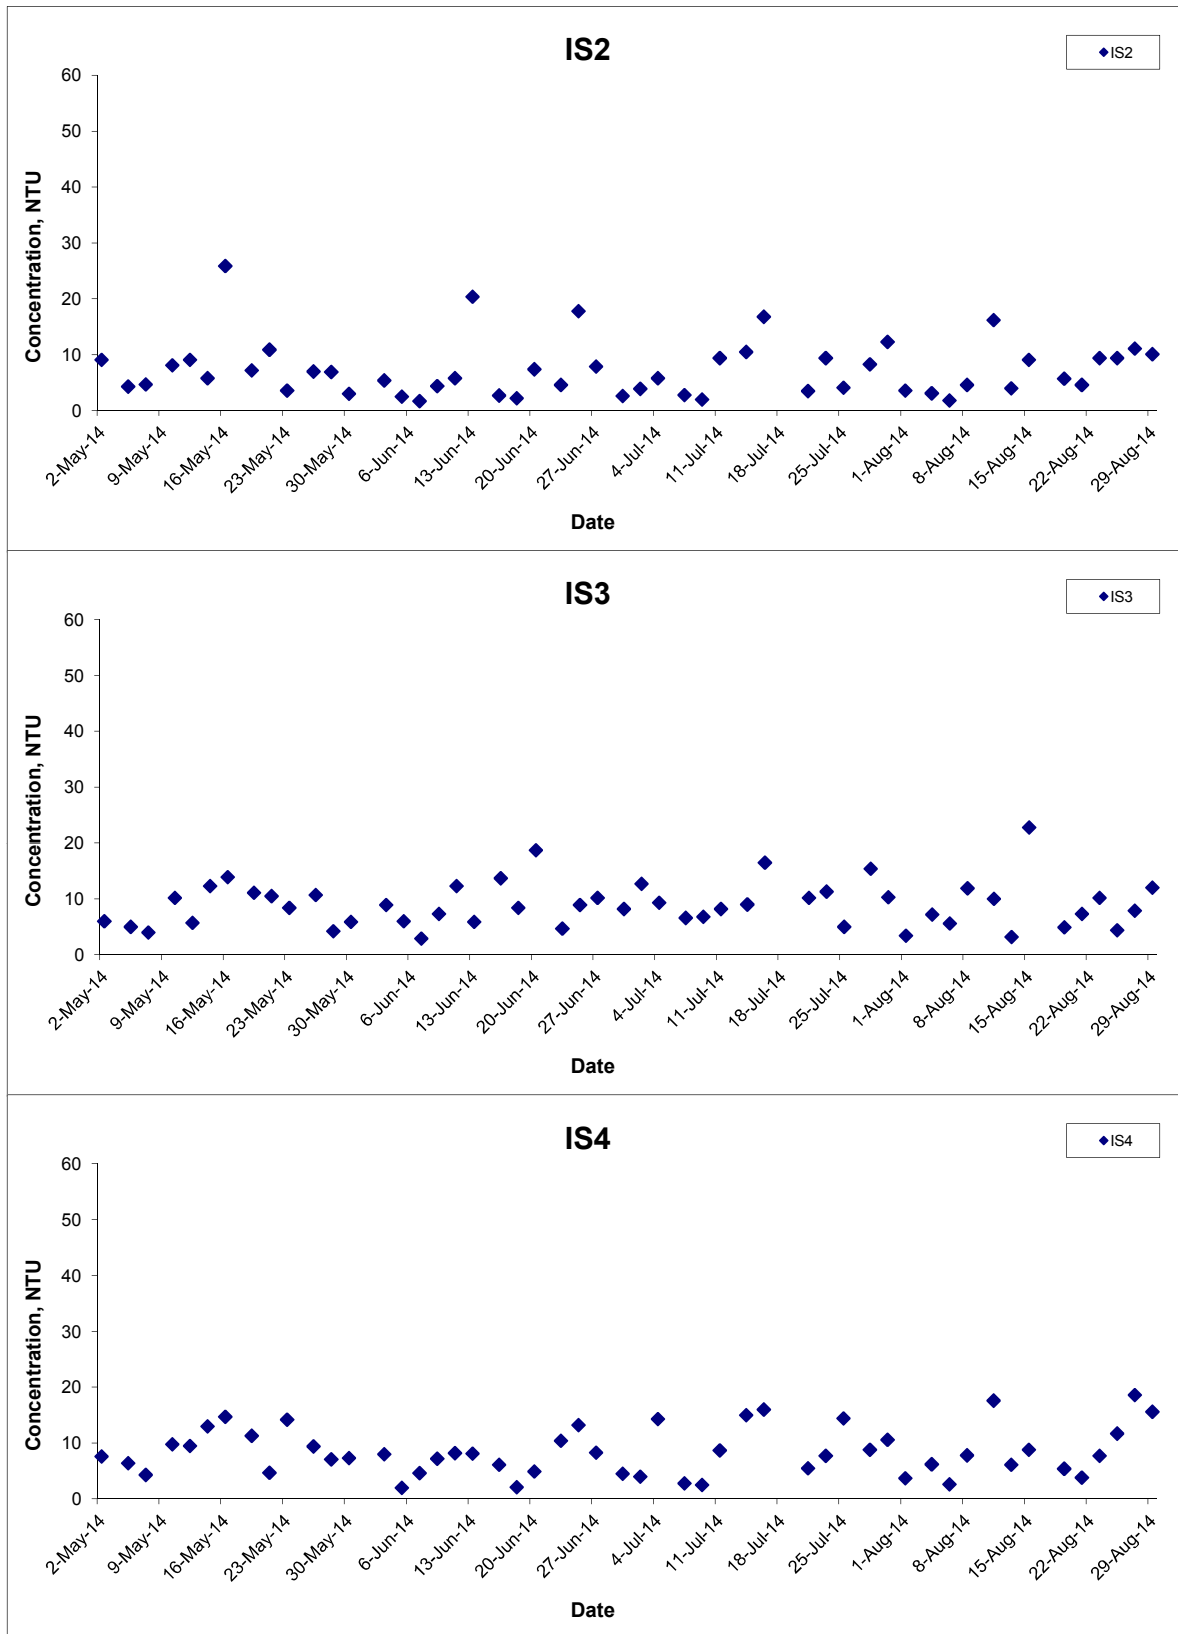 IS2
IS2
60
50
40
30
20
10
0
Concentration, NTU
2-May-14 9-May-14 16-May-14 23-May-14 30-May-14 6-Jun-14 13-Jun-14 20-Jun-14 27-Jun-14 4-Jul-14 11-Jul-14 18-Jul-14 25-Jul-14 1-Aug-14 8-Aug-14 15-Aug-14 22-Aug-14 29-Aug-14
Date
IS3
IS3
60
50
40
30
20
10
0
Concentration, NTU
2-May-14 9-May-14 16-May-14 23-May-14 30-May-14 6-Jun-14 13-Jun-14 20-Jun-14 27-Jun-14 4-Jul-14 11-Jul-14 18-Jul-14 25-Jul-14 1-Aug-14 8-Aug-14 15-Aug-14 22-Aug-14 29-Aug-14
Date
IS4
IS4
60
50
40
30
20
10
0
Concentration, NTU
2-May-14 9-May-14 16-May-14 23-May-14 30-May-14 6-Jun-14 13-Jun-14 20-Jun-14 27-Jun-14 4-Jul-14 11-Jul-14 18-Jul-14 25-Jul-14 1-Aug-14 8-Aug-14 15-Aug-14 22-Aug-14 29-Aug-14
Date